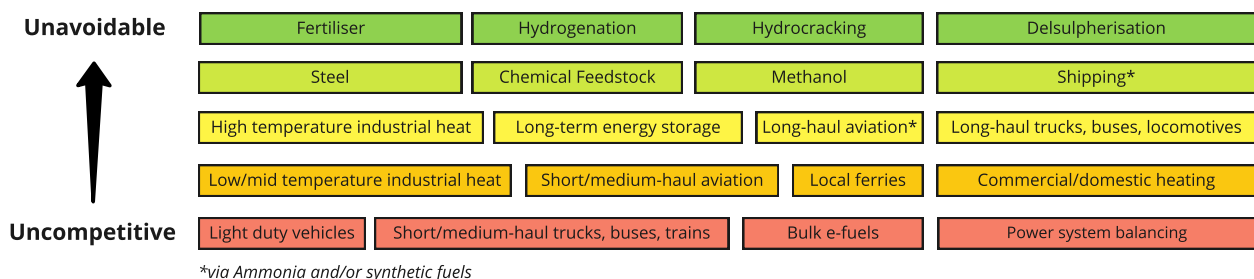 Unavoidable
Fertiliser
Hydrogenation
Hydrocracking
Delsulpherisation
Steel
Chemical Feedstock
Methanol
Shipping*
High temperature industrial heat
Long-term energy storage
Long-haul aviation*
Long-haul trucks, buses, locomotives
Low/mid temperature industrial heat
Short/medium-haul aviation
Local ferries
Commercial/domestic heating
Uncompetitive
Light duty vehicles
Short/medium-haul trucks, buses, trains
Bulk e-fuels
Power system balancing
*via Ammonia and/or synthetic fuels